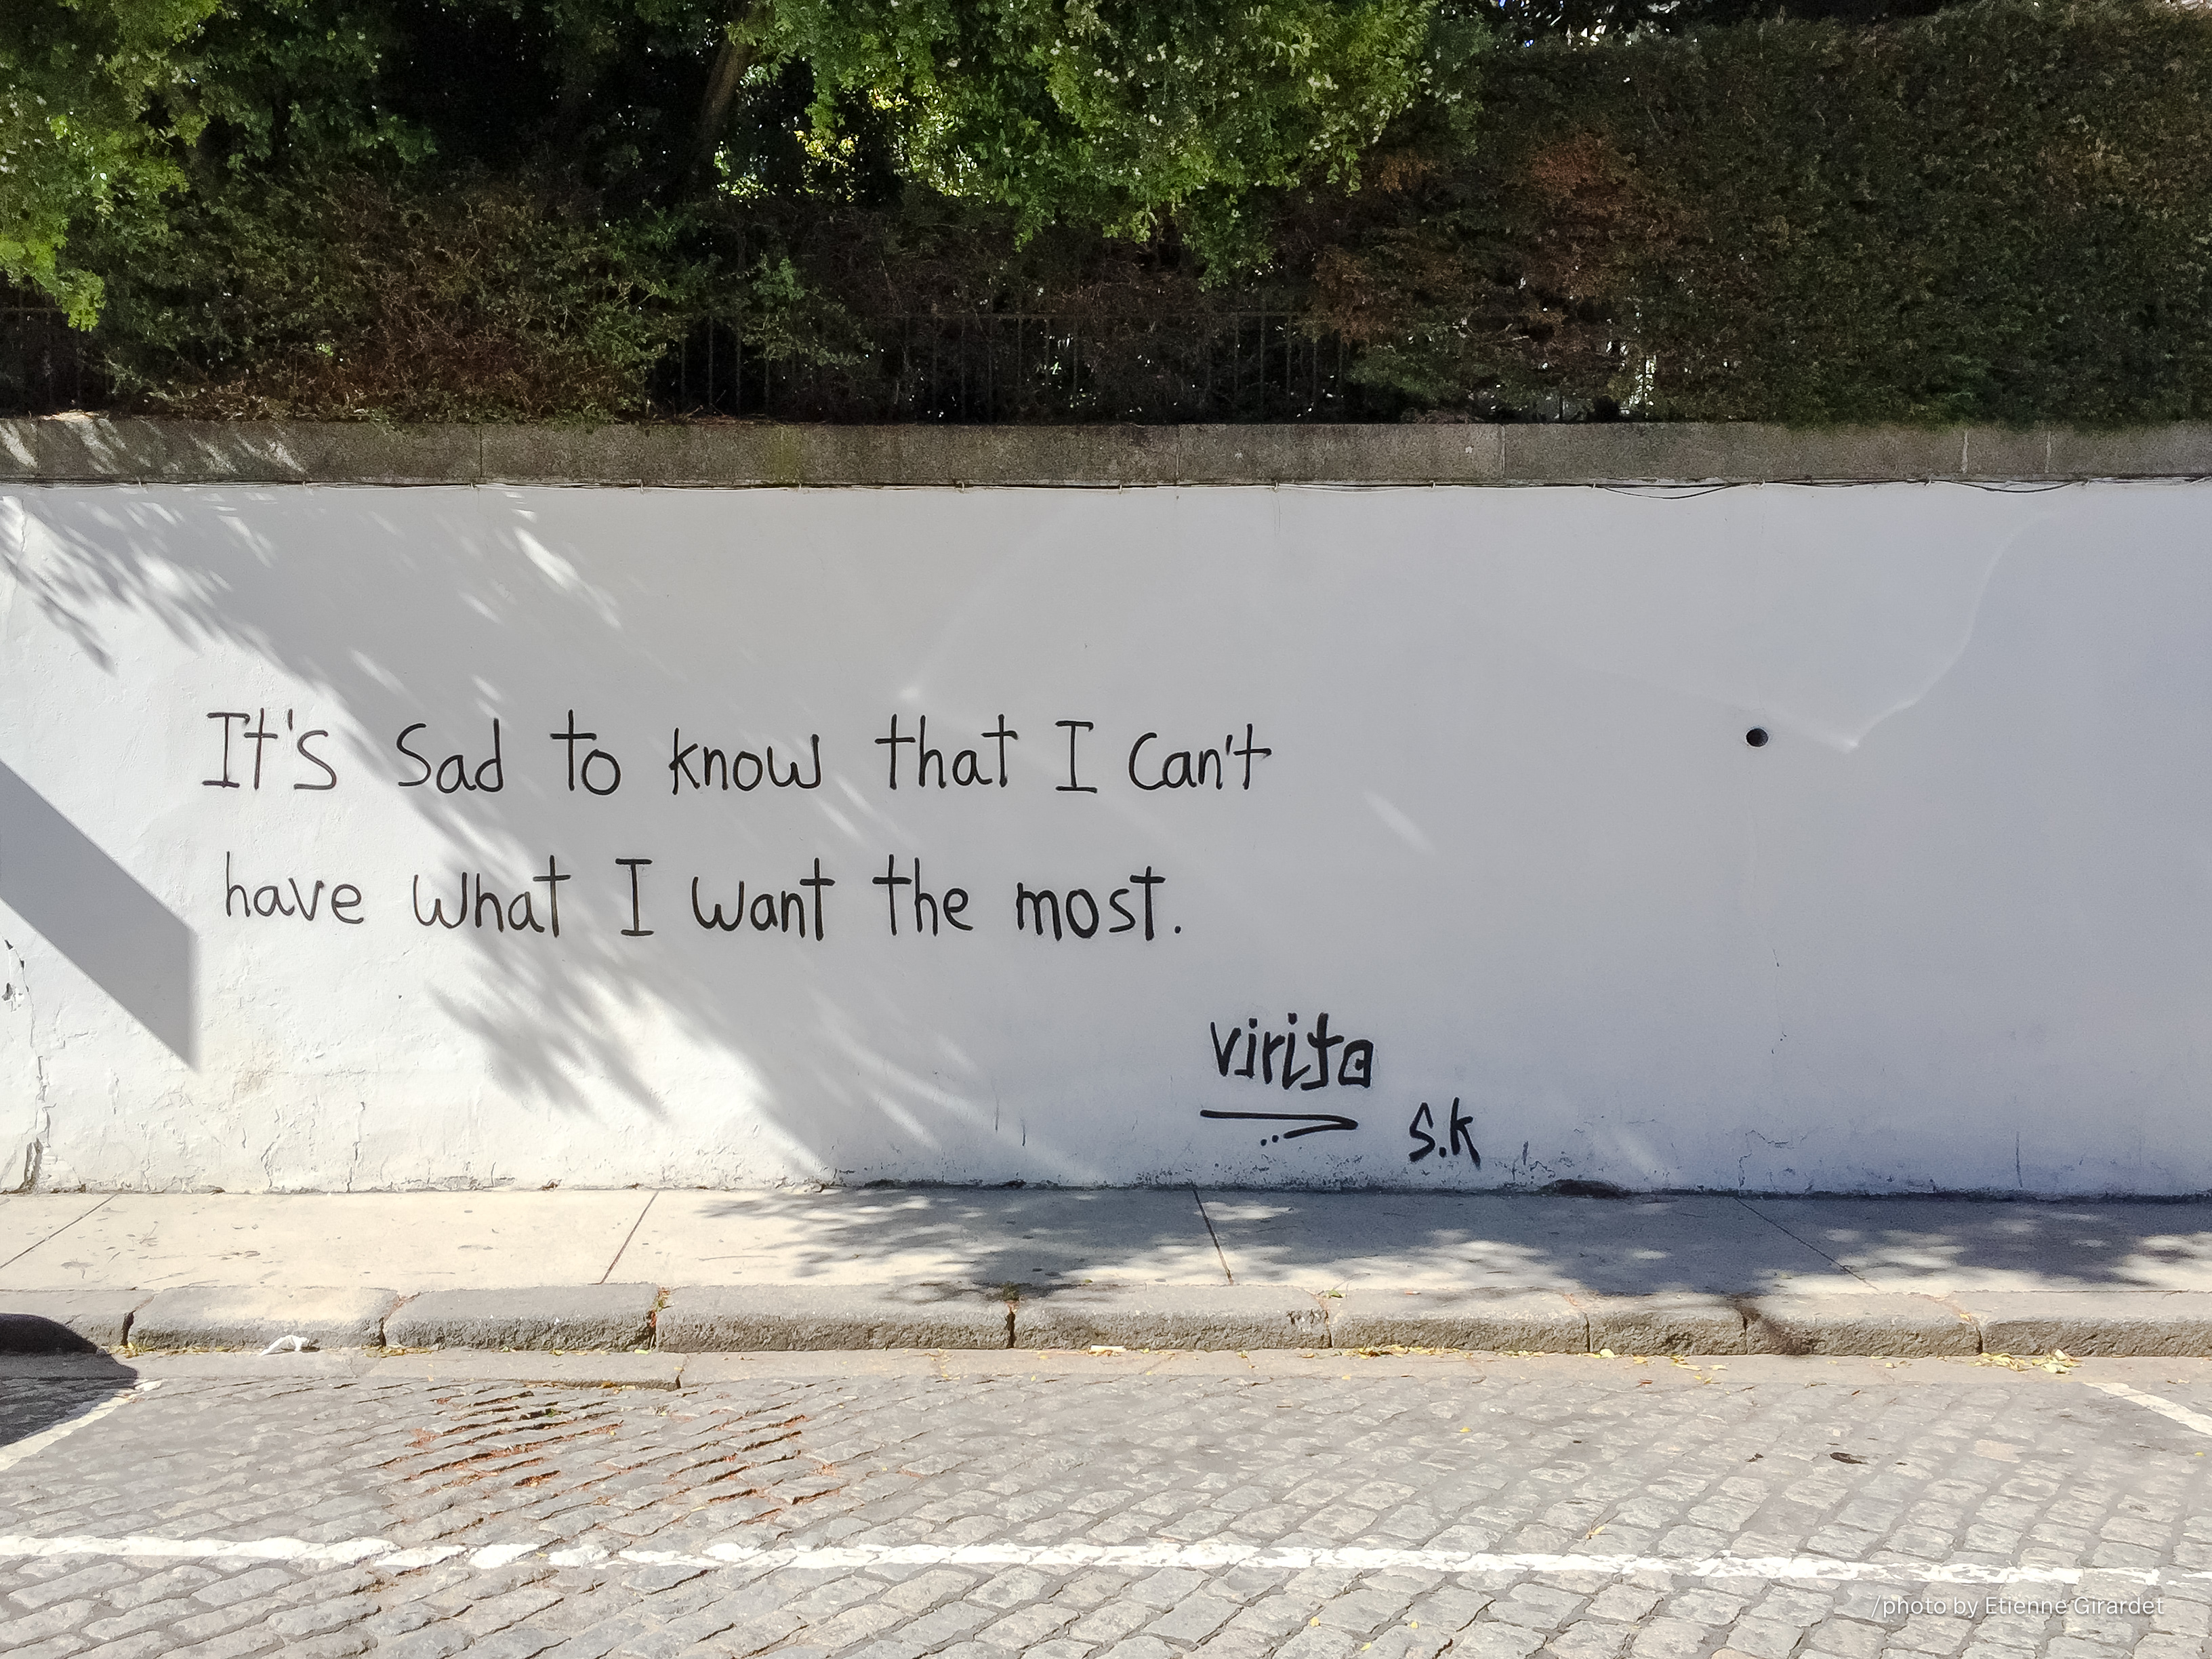 It's Sad to know that I Can't
have What I Want the most.
virita
S.K
/photo by Etienne Girardet